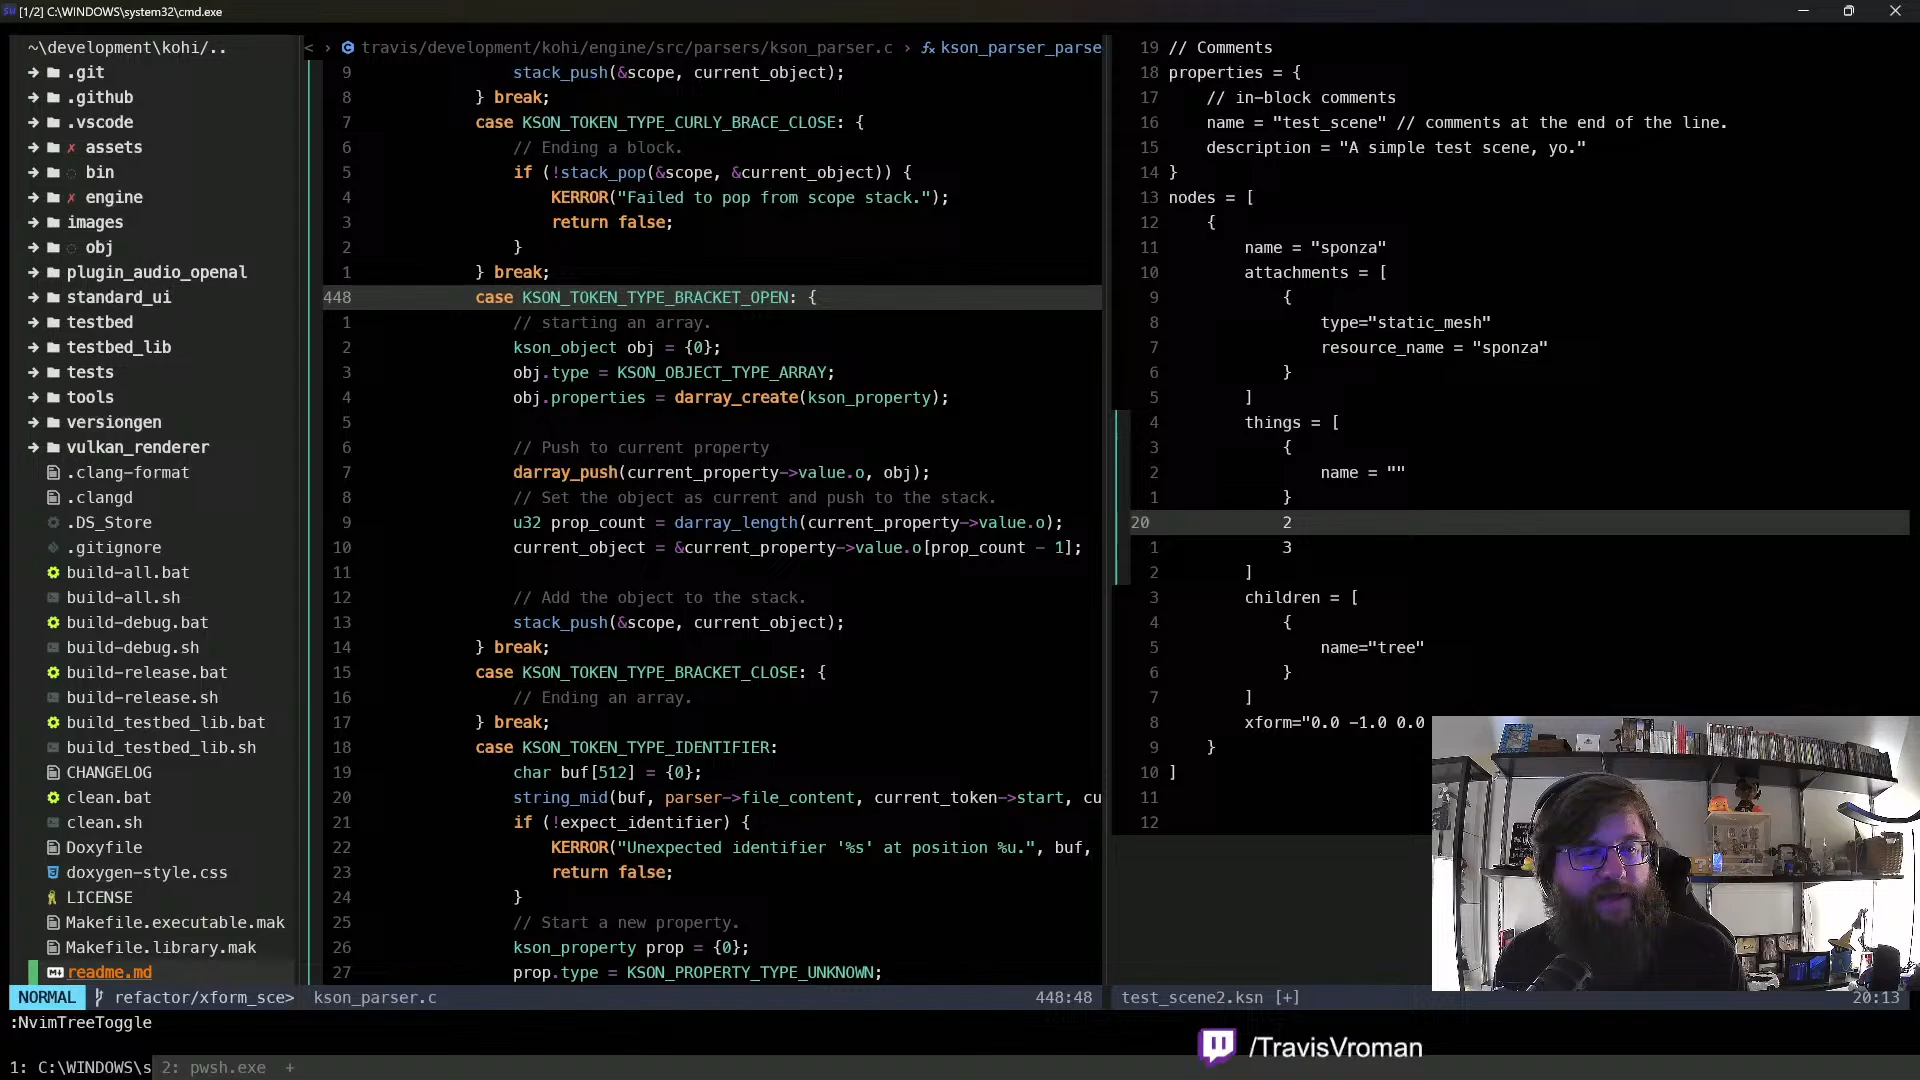 [1/2] C:\WINDOWS\system32\cmd.exe
~\development\kohi/..
.git
.github
.vscode
assets
bin
engine
images
obj
plugin_audio_openal
standard_ui
testbed
testbed_lib
tests
tools
versiongen
vulkan_renderer
.clang-format
.clangd
.DS_Store
.gitignore
build-all.bat
build-all.sh
build-debug.bat
build-debug.sh
build-release.bat
build-release.sh
build_testbed_lib.bat
build_testbed_lib.sh
CHANGELOG
clean.bat
clean.sh
Doxyfile
doxygen-style.css
LICENSE
Makefile.executable.mak
Makefile.library.mak
readme.md
< > travis/development/kohi/engine/src/parsers/kson_parser.c > fx kson_parser_parse
9 stack_push(&scope, current_object);
8 } break;
7 case KSON_TOKEN_TYPE_CURLY_BRACE_CLOSE: {
6 // Ending a block.
5 if (!stack_pop(&scope, &current_object)) {
4 KERROR("Failed to pop from scope stack.");
3 return false;
2 }
1 } break;
448 case KSON_TOKEN_TYPE_BRACKET_OPEN: {
1 // starting an array.
2 kson_object obj = {0};
3 obj.type = KSON_OBJECT_TYPE_ARRAY;
4 obj.properties = darray_create(kson_property);
5
6 // Push to current property
7 darray_push(current_property->value.o, obj);
8 // Set the object as current and push to the stack.
9 u32 prop_count = darray_length(current_property->value.o);
10 current_object = &current_property->value.o[prop_count - 1];
11
12 // Add the object to the stack.
13 stack_push(&scope, current_object);
14 } break;
15 case KSON_TOKEN_TYPE_BRACKET_CLOSE: {
16 // Ending an array.
17 } break;
18 case KSON_TOKEN_TYPE_IDENTIFIER:
19 char buf[512] = {0};
20 string_mid(buf, parser->file_content, current_token->start, cu
21 if (!expect_identifier) {
22 KERROR("Unexpected identifier '%s' at position %u.", buf,
23 return false;
24 }
25 // Start a new property.
26 kson_property prop = {0};
27 prop.type = KSON_PROPERTY_TYPE_UNKNOWN;
19 // Comments
18 properties = {
17 // in-block comments
16 name = "test_scene" // comments at the end of the line.
15 description = "A simple test scene, yo."
14 }
13 nodes = [
12 {
11 name = "sponza"
10 attachments = [
9 {
8 type="static_mesh"
7 resource_name = "sponza"
6 }
5 ]
4 things = [
3 {
2 name = ""
1 }
20 2
1 3
2 ]
3 children = [
4 {
5 name="tree"
6 }
7 ]
8 xform="0.0 -1.0 0.0
9 }
10 ]
11
12
NORMAL refactor/xform_sce> kson_parser.c 448:48 test_scene2.ksn [+] 20:13
:NvimTreeToggle
/TravisVroman
1: C:\WINDOWS\s 2: pwsh.exe +